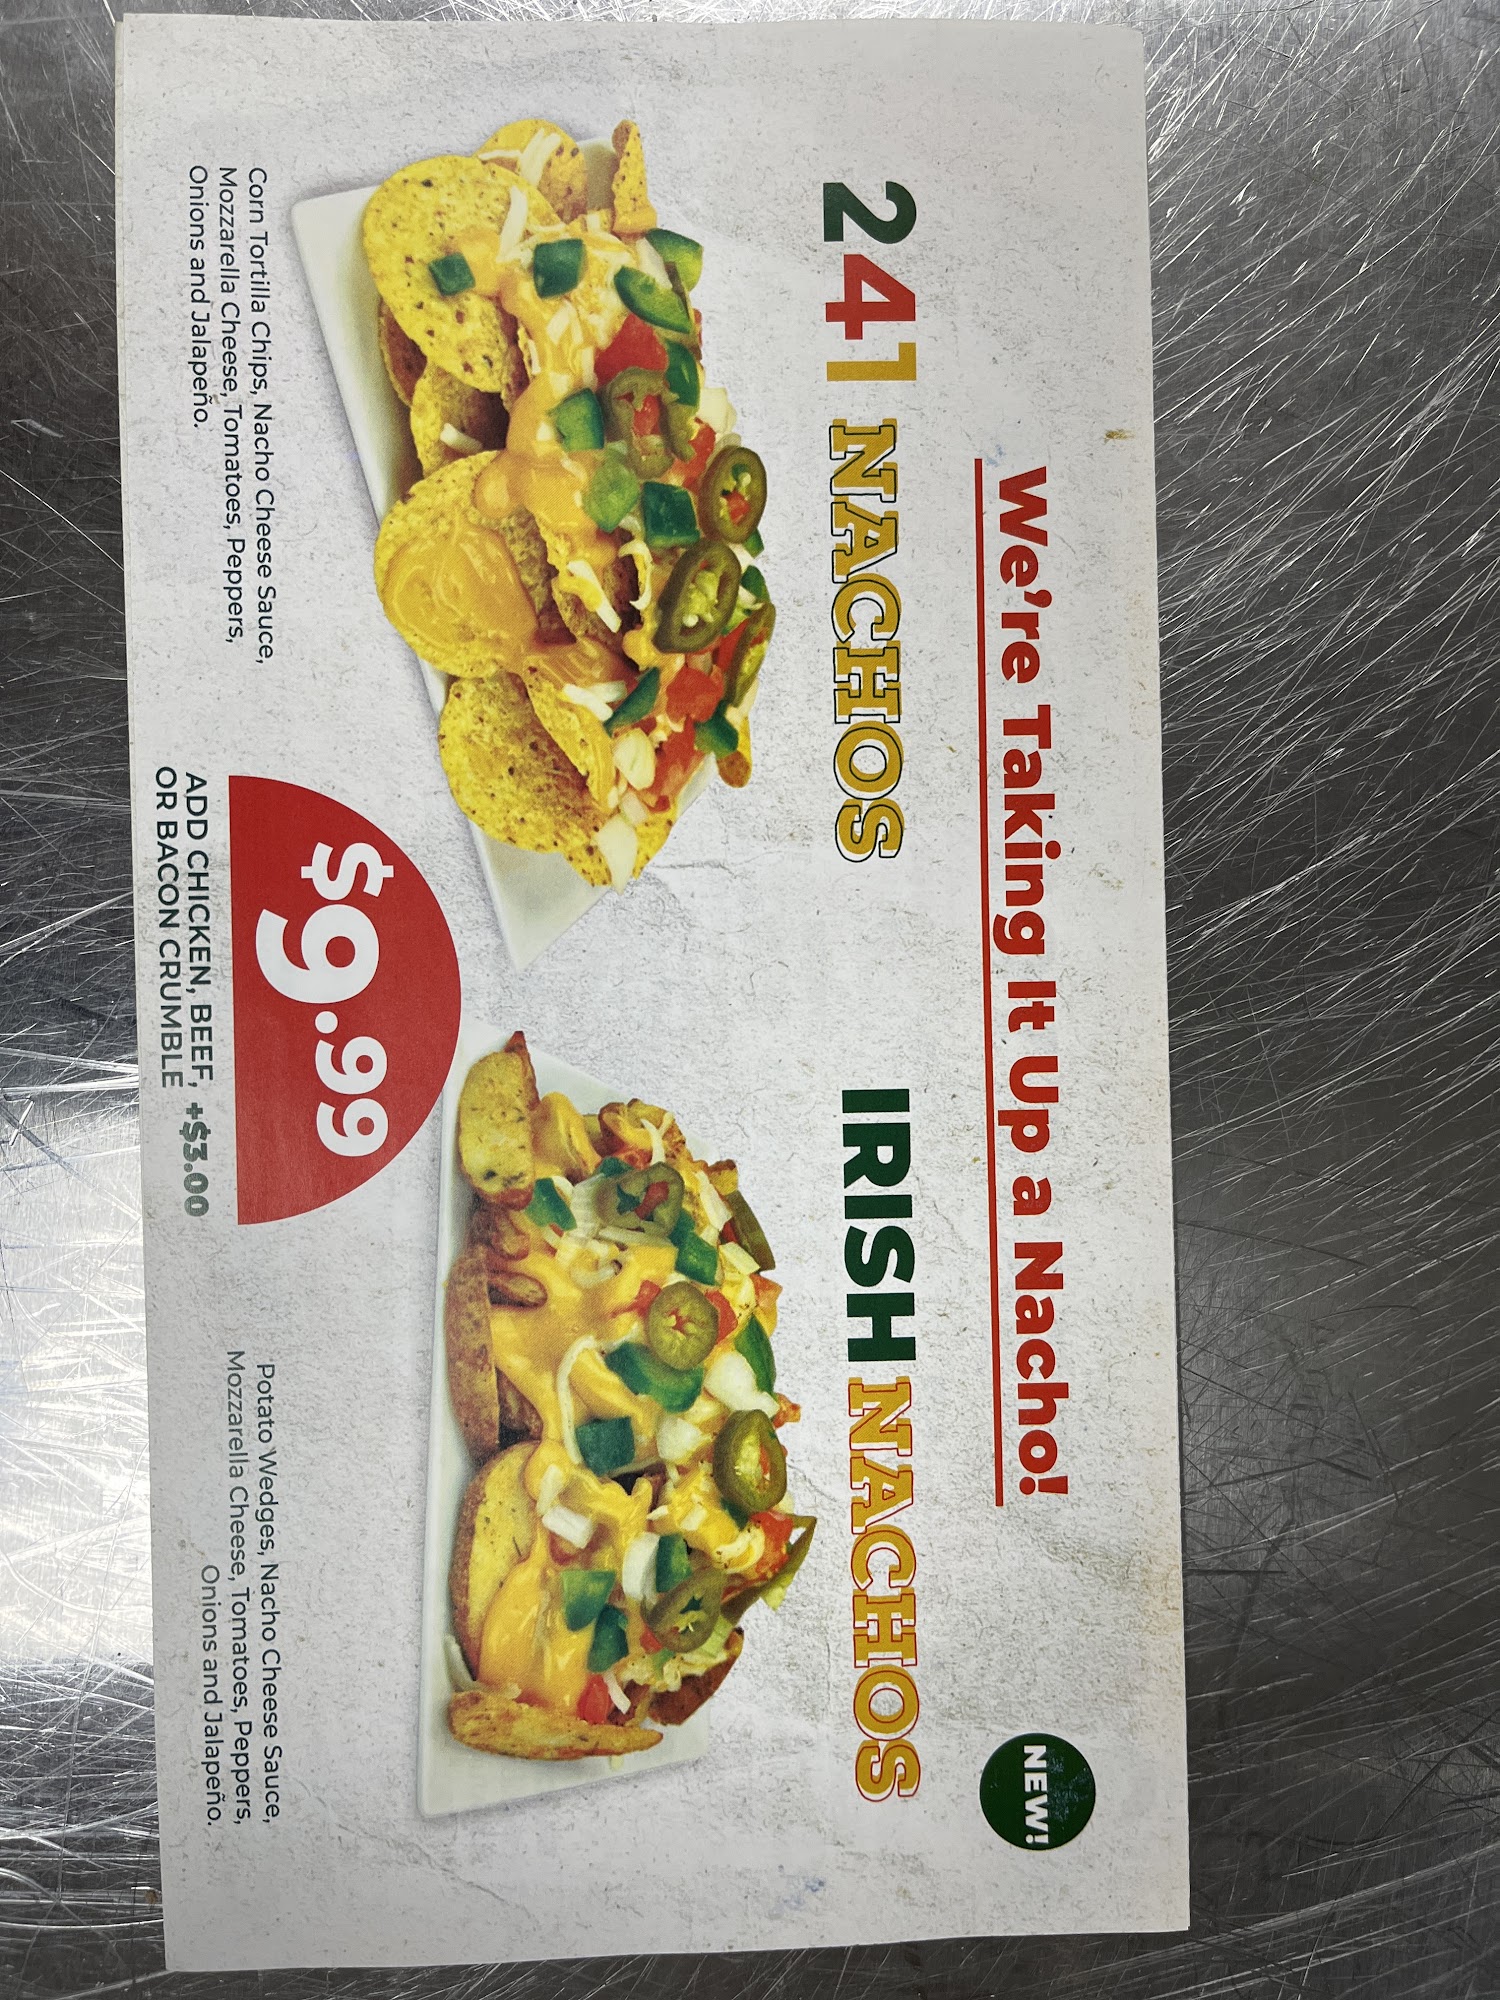 We're Taking It Up a Nacho!
NEW!
241 NACHOS
IRISH NACHOS
$9.99
Corn Tortilla Chips, Nacho Cheese Sauce,
Mozzarella Cheese, Tomatoes, Peppers,
Onions and Jalapeño.
ADD CHICKEN, BEEF, +$3.00
OR BACON CRUMBLE
Potato Wedges, Nacho Cheese Sauce,
Mozzarella Cheese, Tomatoes, Peppers,
Onions and Jalapeño.